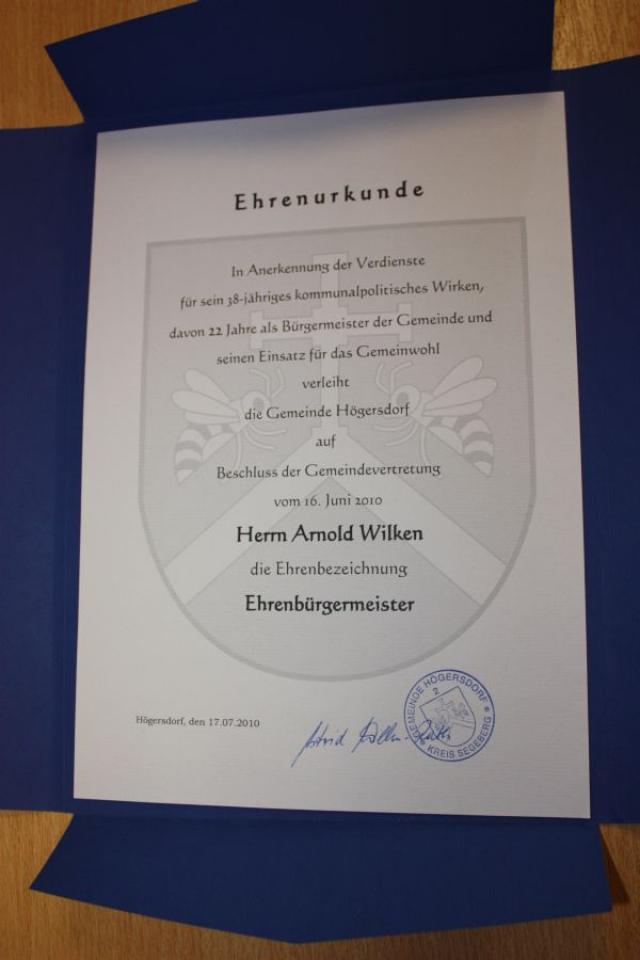 Ehrenurkunde
In Anerkennung der Verdienste
für sein 38-jähriges kommunalpolitisches Wirken,
davon 22 Jahre als Bürgermeister der Gemeinde und
seinen Einsatz für das Gemeinwohl
verleiht
die Gemeinde Högersdorf
auf
Beschluss der Gemeindevertretung
vom 16. Juni 2010
Herrn Arnold Wilken
die Ehrenbezeichnung
Ehrenbürgermeister
Högersdorf, den 17.07.2010
GEMEINDE HÖGERSDORF
2
KREIS SEGEBERG